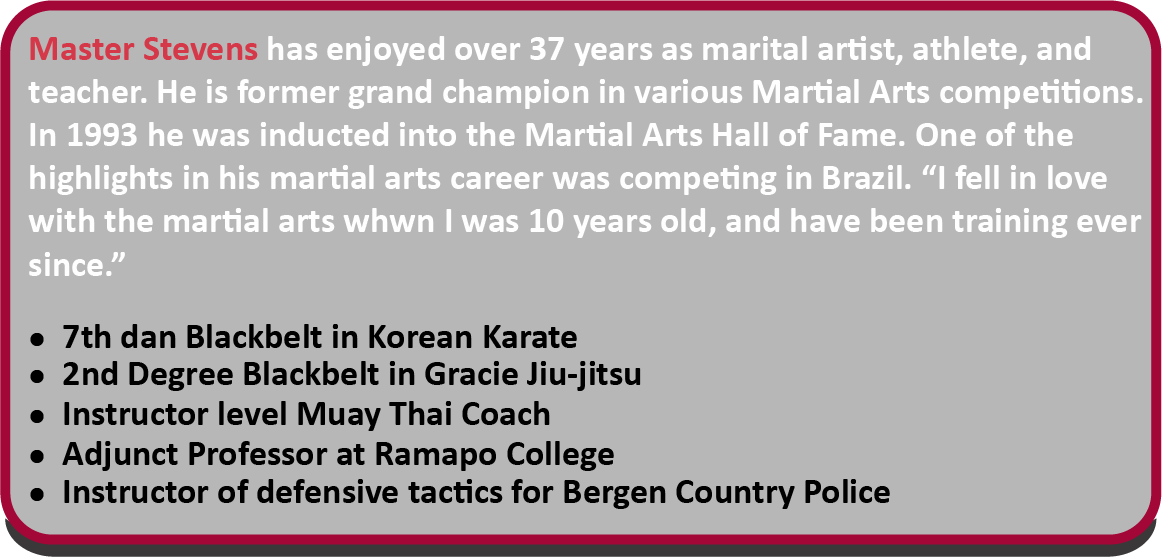 Master Stevens has enjoyed over 37 years as marital artist, athlete, and
teacher. He is former grand champion in various Martial Arts competitions.
In 1993 he was inducted into the Martial Arts Hall of Fame. One of the
highlights in his martial arts career was competing in Brazil. “I fell in love
with the martial arts whwn I was 10 years old, and have been training ever
since.”
● 7th dan Blackbelt in Korean Karate
● 2nd Degree Blackbelt in Gracie Jiu-jitsu
● Instructor level Muay Thai Coach
● Adjunct Professor at Ramapo College
● Instructor of defensive tactics for Bergen Country Police